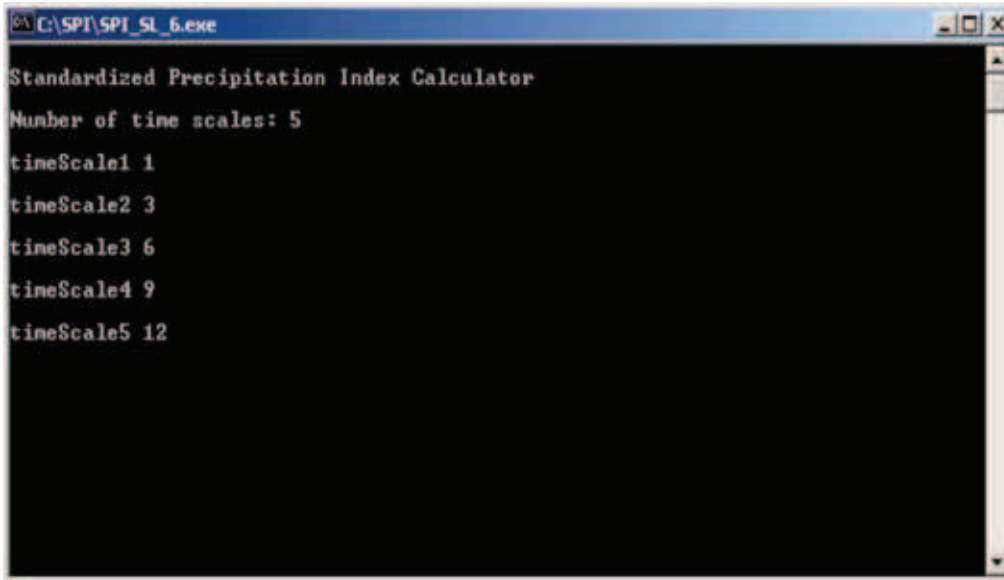 C:\SPI\SPI_SL_6.exe
Standardized Precipitation Index Calculator
Number of time scales: 5
timeScale1 1
timeScale2 3
timeScale3 6
timeScale4 9
timeScale5 12